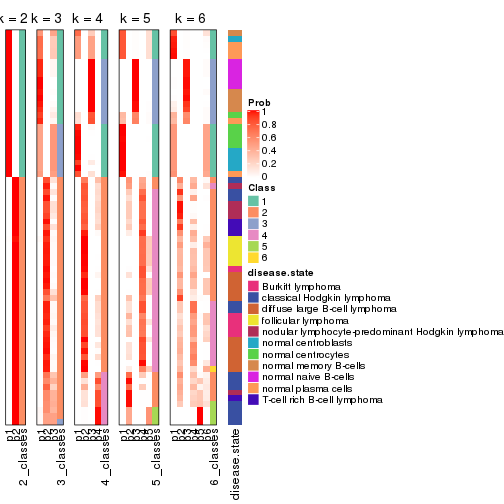 k = 2 k = 3 k = 4 k = 5 k = 6
Prob
1
0.8
0.6
0.4
0.2
0
Class
1
2
3
4
5
6
disease.state
Burkitt lymphoma
classical Hodgkin lymphoma
diffuse large B-cell lymphoma
follicular lymphoma
nodular lymphocyte-predominant Hodgkin lymphoma
normal centroblasts
normal centrocytes
normal memory B-cells
normal naive B-cells
normal plasma cells
T-cell rich B-cell lymphoma
p1
p2
2_classes
p1
p2
p3
3_classes
p1
p2
p3
p4
4_classes
p1
p2
p3
p4
p5
5_classes
p1
p2
p3
p4
p5
p6
6_classes
disease.state